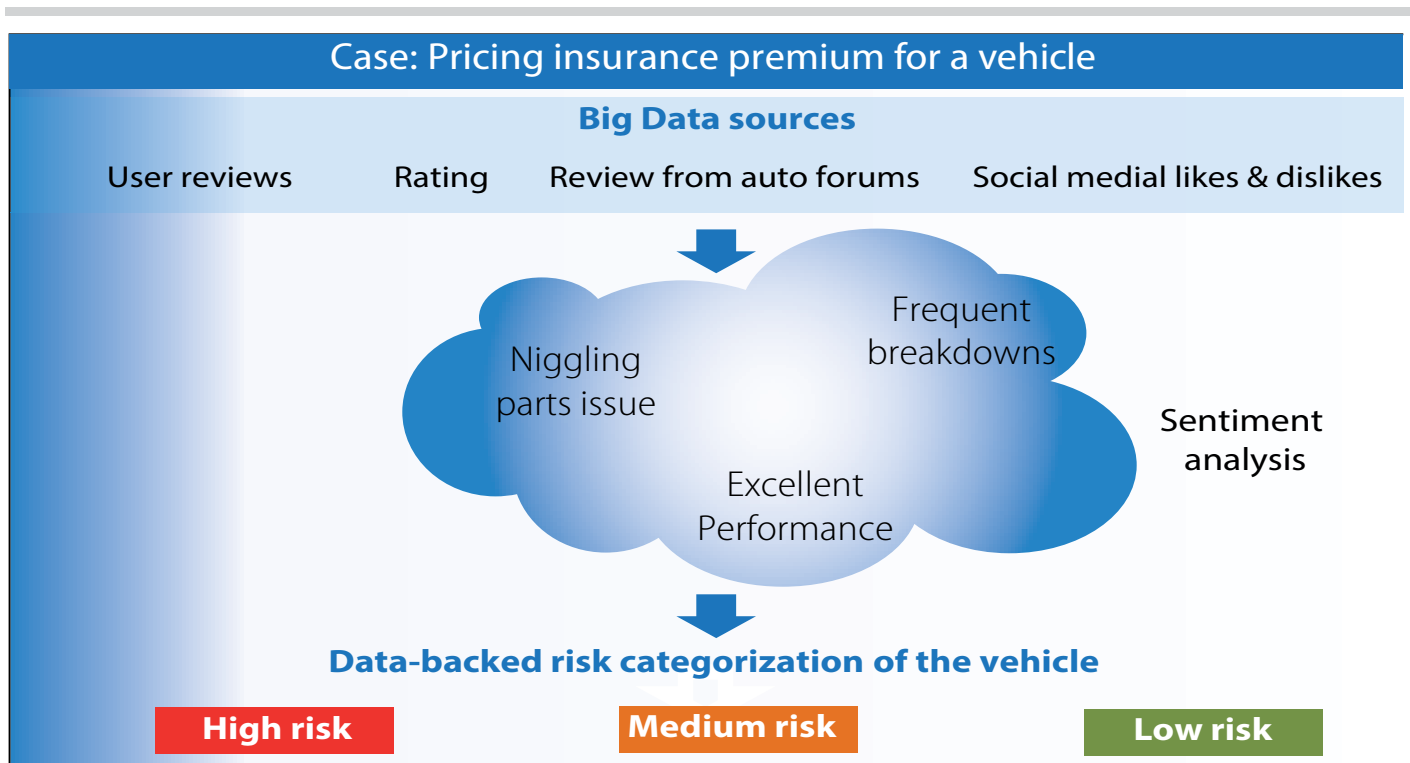 Case: Pricing insurance premium for a vehicle
Big Data sources
User reviews Rating Review from auto forums Social medial likes & dislikes
Frequent
breakdowns
Niggling
parts issue
Sentiment
analysis
Excellent
Performance
Data-backed risk categorization of the vehicle
High risk Medium risk Low risk